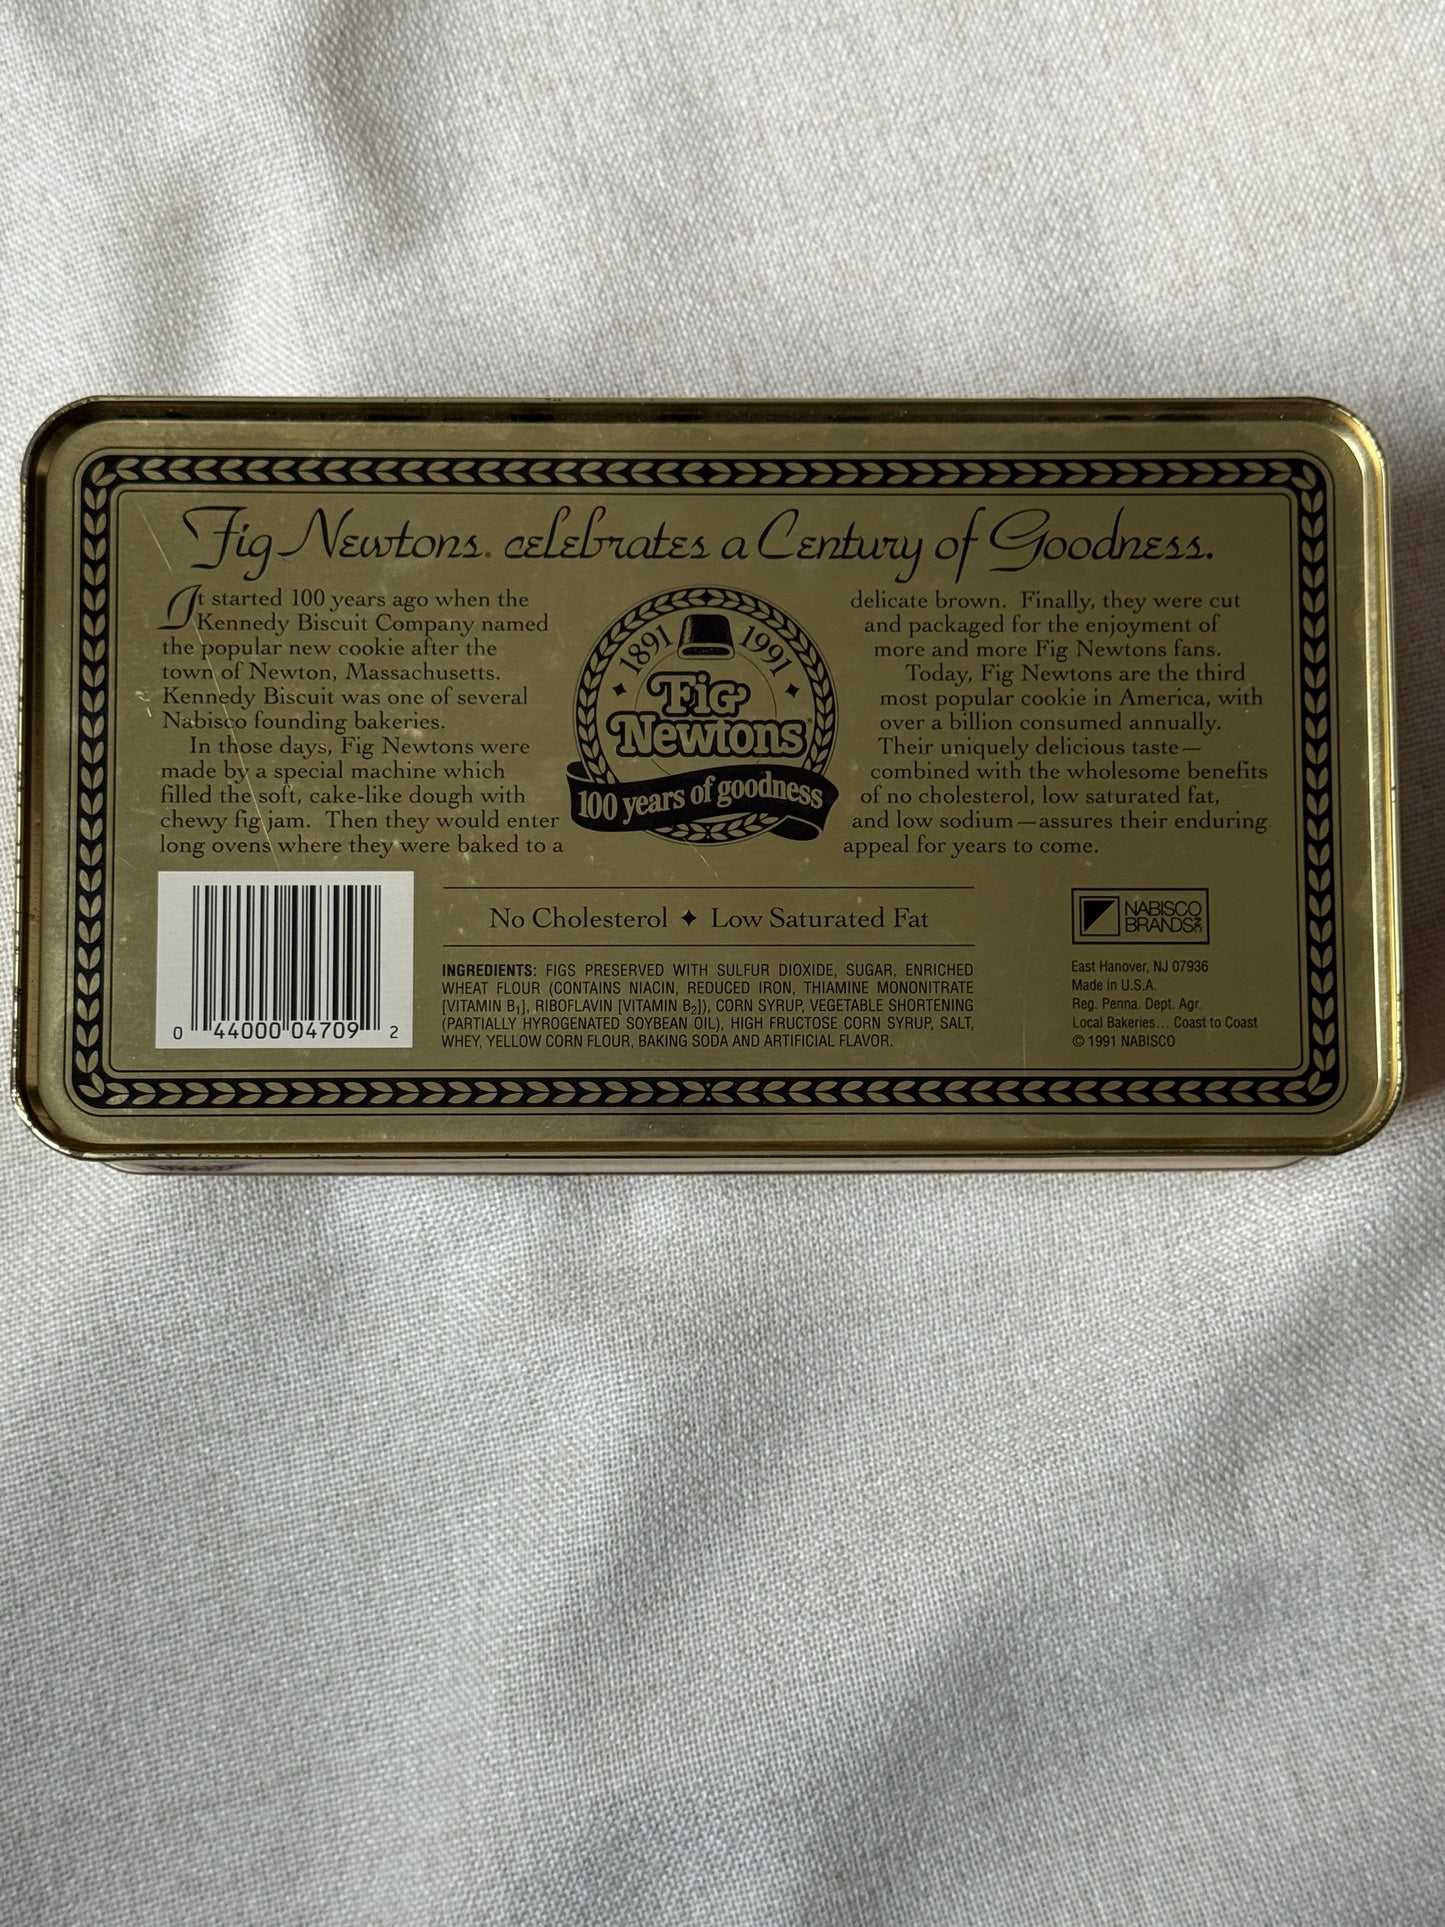 Fig Newtons® celebrates a Century of Goodness.
It started 100 years ago when the
Kennedy Biscuit Company named
the popular new cookie after the
town of Newton, Massachusetts.
Kennedy Biscuit was one of several
Nabisco founding bakeries.
In those days, Fig Newtons were
made by a special machine which
filled the soft, cake-like dough with
chewy fig jam. Then they would enter
long ovens where they were baked to a
1891 1991
Fig
Newtons®
100 years of goodness
delicate brown. Finally, they were cut
and packaged for the enjoyment of
more and more Fig Newtons fans.
Today, Fig Newtons are the third
most popular cookie in America, with
over a billion consumed annually.
Their uniquely delicious taste—
combined with the wholesome benefits
of no cholesterol, low saturated fat,
and low sodium—assures their enduring
appeal for years to come.
0 44000 04709 2
No Cholesterol ✦ Low Saturated Fat
INGREDIENTS: FIGS PRESERVED WITH SULFUR DIOXIDE, SUGAR, ENRICHED
WHEAT FLOUR (CONTAINS NIACIN, REDUCED IRON, THIAMINE MONONITRATE
[VITAMIN B₁], RIBOFLAVIN [VITAMIN B₂]), CORN SYRUP, VEGETABLE SHORTENING
(PARTIALLY HYROGENATED SOYBEAN OIL), HIGH FRUCTOSE CORN SYRUP, SALT,
WHEY, YELLOW CORN FLOUR, BAKING SODA AND ARTIFICIAL FLAVOR.
NABISCO
BRANDS INC
East Hanover, NJ 07936
Made in U.S.A.
Reg. Penna. Dept. Agr.
Local Bakeries... Coast to Coast
© 1991 NABISCO